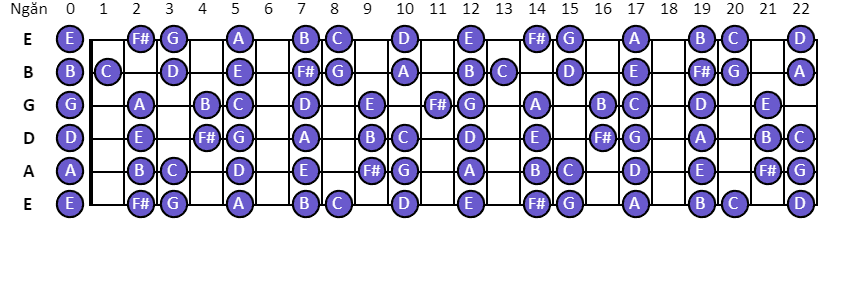 Ngăn 0 1 2 3 4 5 6 7 8 9 10 11 12 13 14 15 16 17 18 19 20 21 22
E E F# G A B C D E F# G A B C D
B B C D E F# G A B C D E F# G A
G G A B C D E F# G A B C D E
D D E F# G A B C D E F# G A B C
A A B C D E F# G A B C D E F# G
E E F# G A B C D E F# G A B C D